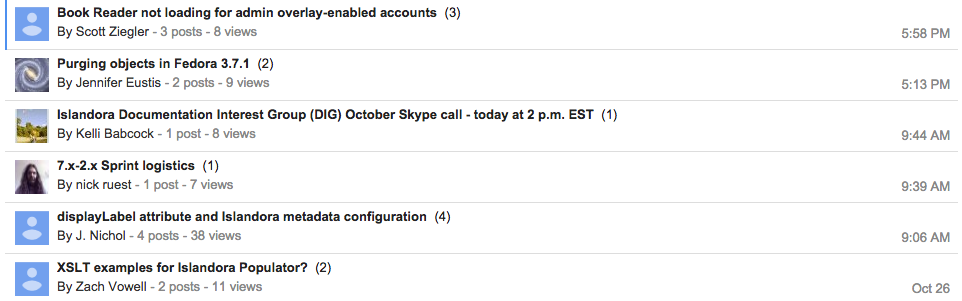 Book Reader not loading for admin overlay-enabled accounts (3)
By Scott Ziegler - 3 posts - 8 views
5:58 PM
Purging objects in Fedora 3.7.1 (2)
By Jennifer Eustis - 2 posts - 9 views
5:13 PM
Islandora Documentation Interest Group (DIG) October Skype call - today at 2 p.m. EST (1)
By Kelli Babcock - 1 post - 8 views
9:44 AM
7.x-2.x Sprint logistics (1)
By nick ruest - 1 post - 7 views
9:39 AM
displayLabel attribute and Islandora metadata configuration (4)
By J. Nichol - 4 posts - 38 views
9:06 AM
XSLT examples for Islandora Populator? (2)
By Zach Vowell - 2 posts - 11 views
Oct 26